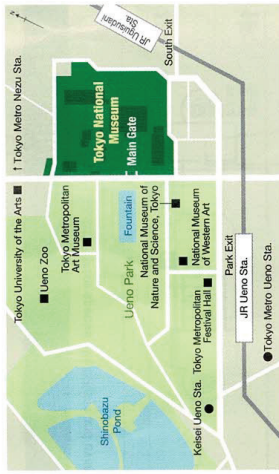 JR Uguisudani
Sta.
South Exit
← Tokyo Metro Nezu Sta.
Tokyo National
Museum
Main Gate
Tokyo University of the Arts
Ueno Zoo
Tokyo Metropolitan
Art Museum
Fountain
Ueno Park
National Museum of
Nature and Science, Tokyo
National Museum
of Western Art
Park Exit
JR Ueno Sta.
Tokyo Metropolitan
Festival Hall
Tokyo Metro Ueno Sta.
Keisei Ueno Sta.
Shinobazu
Pond